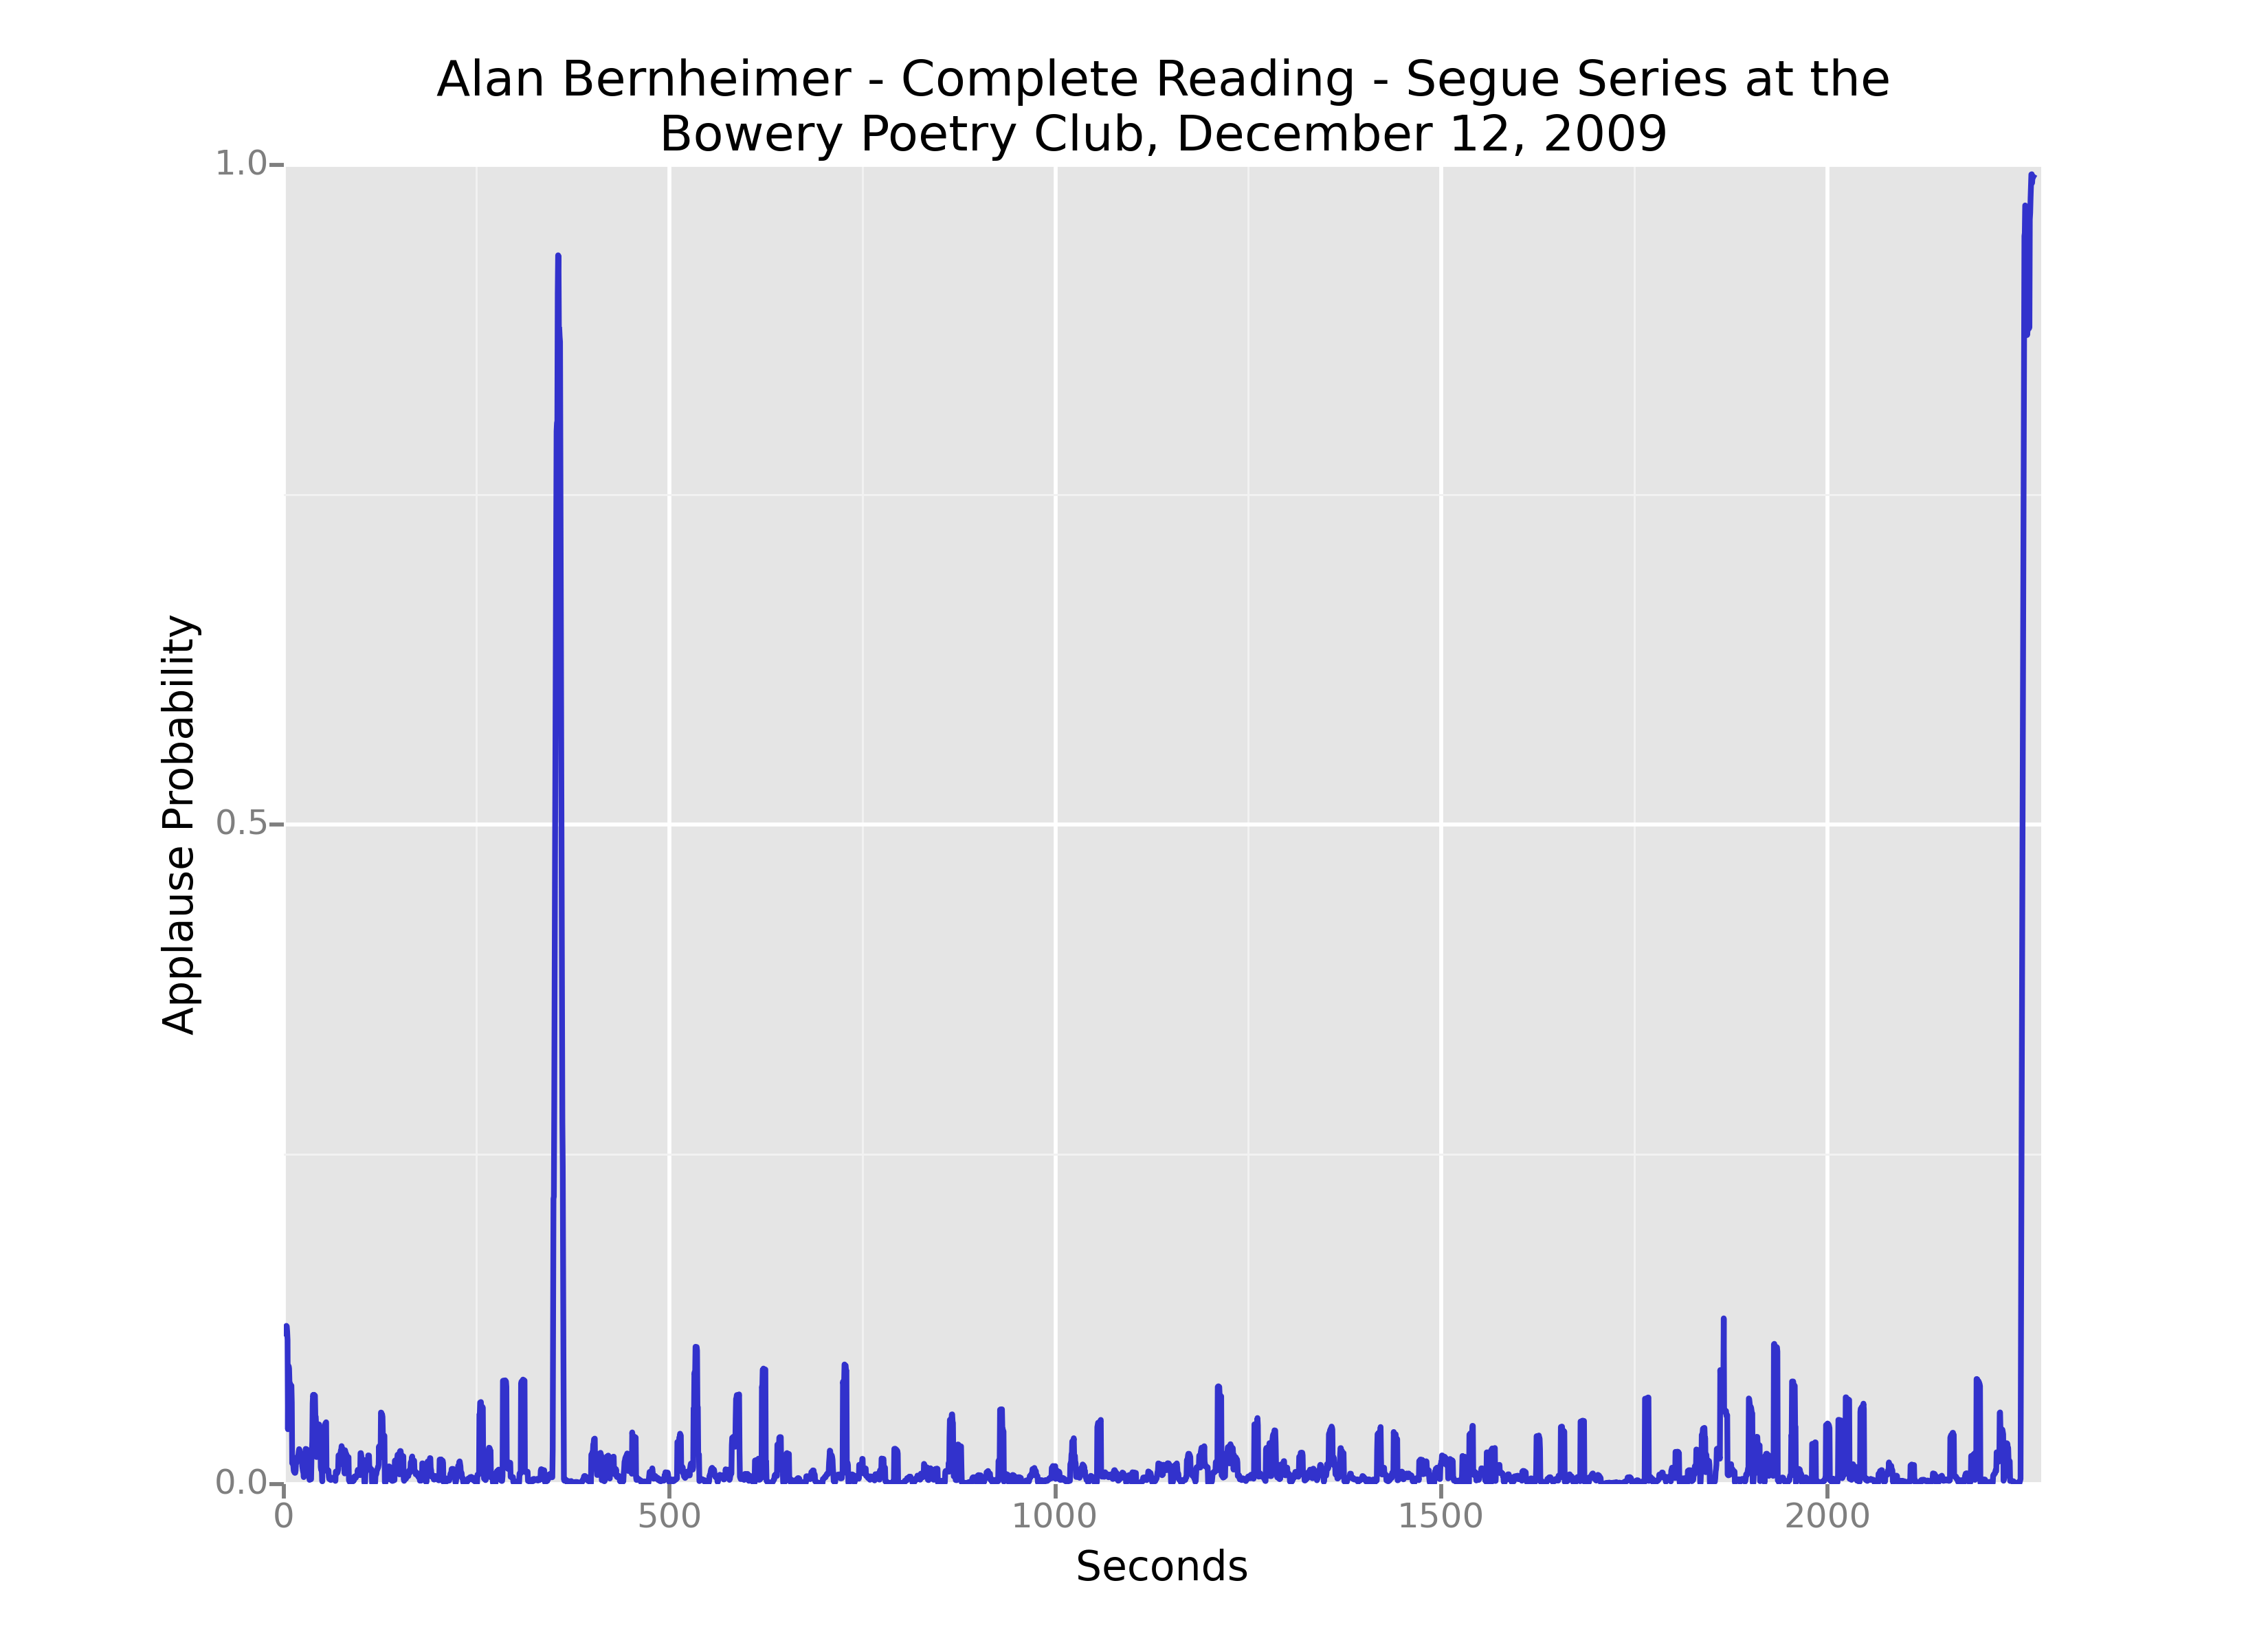 Alan Bernheimer - Complete Reading - Segue Series at the
Bowery Poetry Club, December 12, 2009
1.0
0.5
0.0
Applause Probability
0
500
1000
1500
2000
Seconds